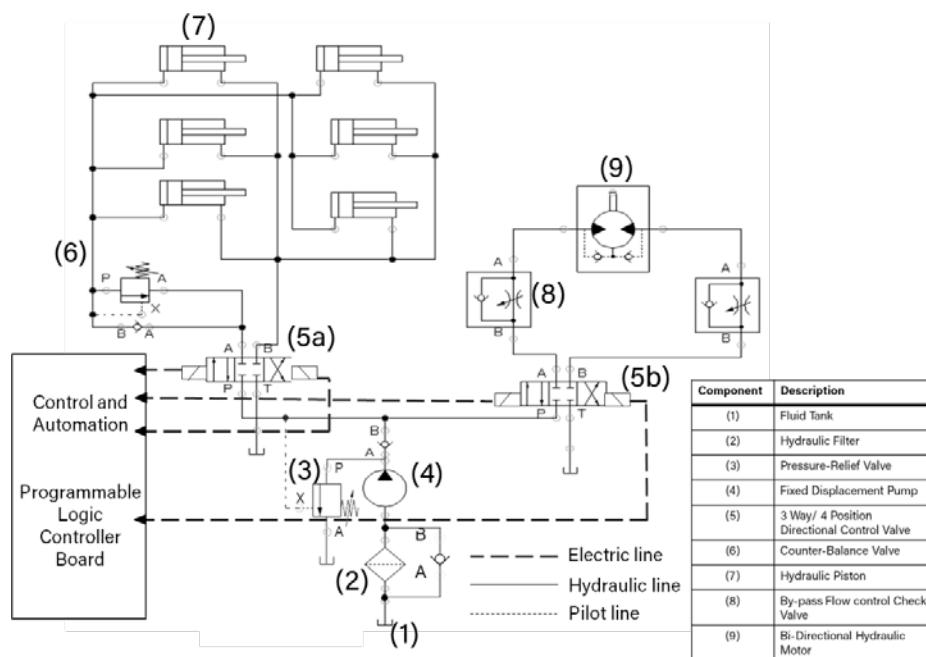 (7)
(9)
(6)
A
A
P
A
(8)
X
B
A
B
B
(5a)
A
B
A
B
(5b)
P
T
P
T
Control and
Automation
Programmable
Logic
Controller
Board
B
A
(3)
P
(4)
X
A
B
(2)
A
(1)
Electric line
Hydraulic line
Pilot line
Component Description
(1) Fluid Tank
(2) Hydraulic Filter
(3) Pressure-Relief Valve
(4) Fixed Displacement Pump
(5) 3 Way/ 4 Position
Directional Control Valve
(6) Counter-Balance Valve
(7) Hydraulic Piston
(8) By-pass Flow control Check
Valve
(9) Bi-Directional Hydraulic
Motor